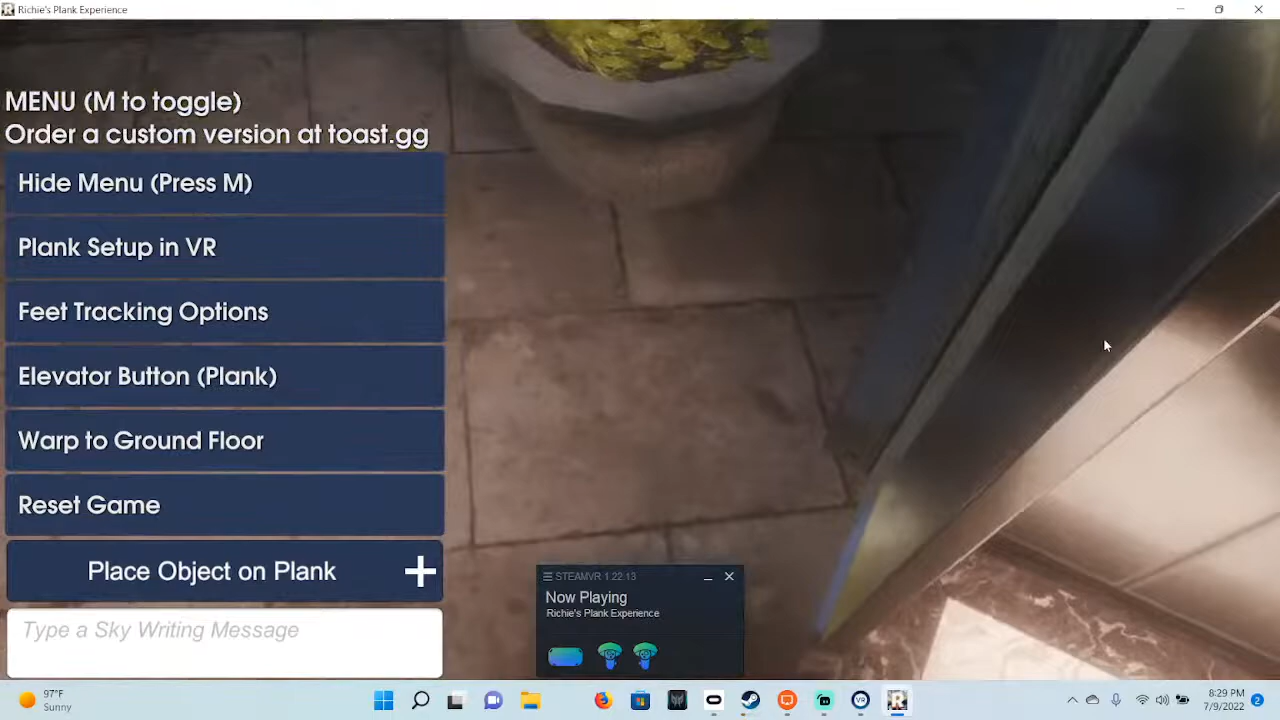 Richie's Plank Experience
MENU (M to toggle)
Order a custom version at toast.gg
Hide Menu (Press M)
Plank Setup in VR
Feet Tracking Options
Elevator Button (Plank)
Warp to Ground Floor
Reset Game
Place Object on Plank +
Type a Sky Writing Message
STEAMVR 1.22.13
Now Playing
Richie's Plank Experience
97°F
Sunny
8:29 PM
7/9/2022
2